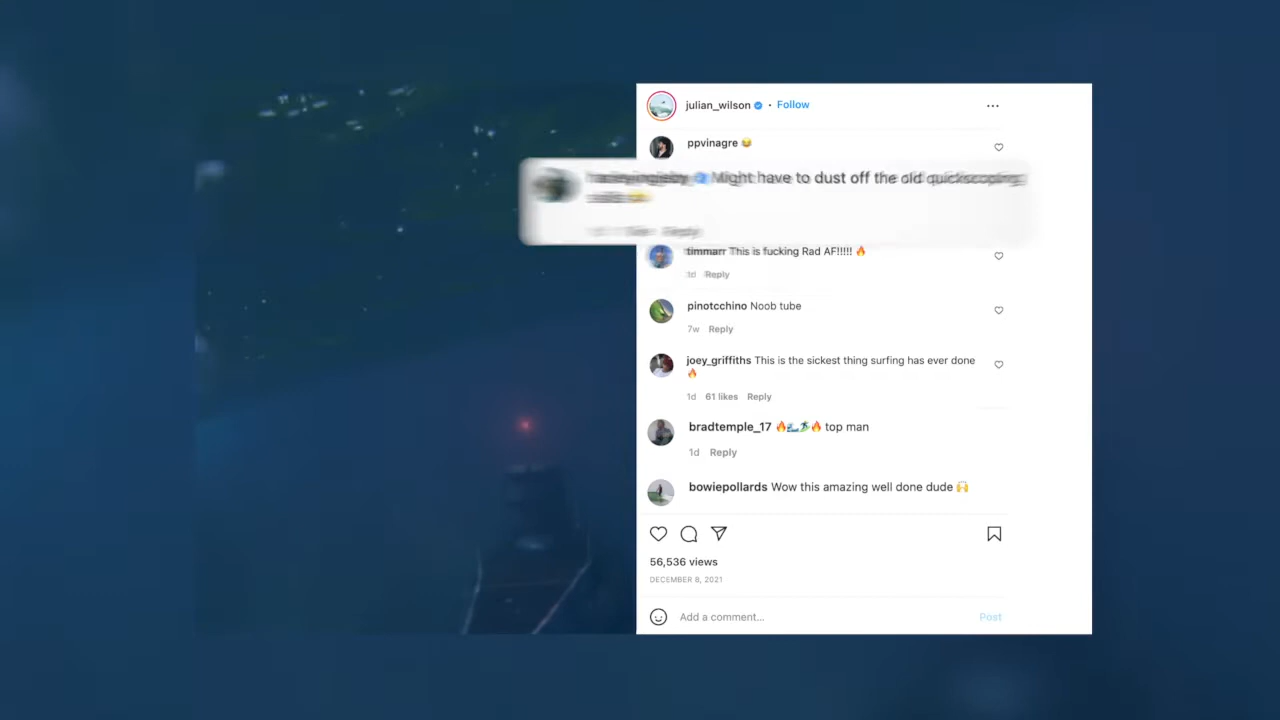 julian_wilson • Follow
ppvinagre 😂
Might have to dust off the old quickscoping
Reply
timmarr This is fucking Rad AF!!!!! 🔥
1d Reply
pinotcchino Noob tube
7w Reply
joey_griffiths This is the sickest thing surfing has ever done
🔥
1d 61 likes Reply
bradtemple_17 🔥🌊🏄‍♂️🔥 top man
1d Reply
bowiepollards Wow this amazing well done dude 🙌
56,536 views
DECEMBER 8, 2021
Add a comment...
Post